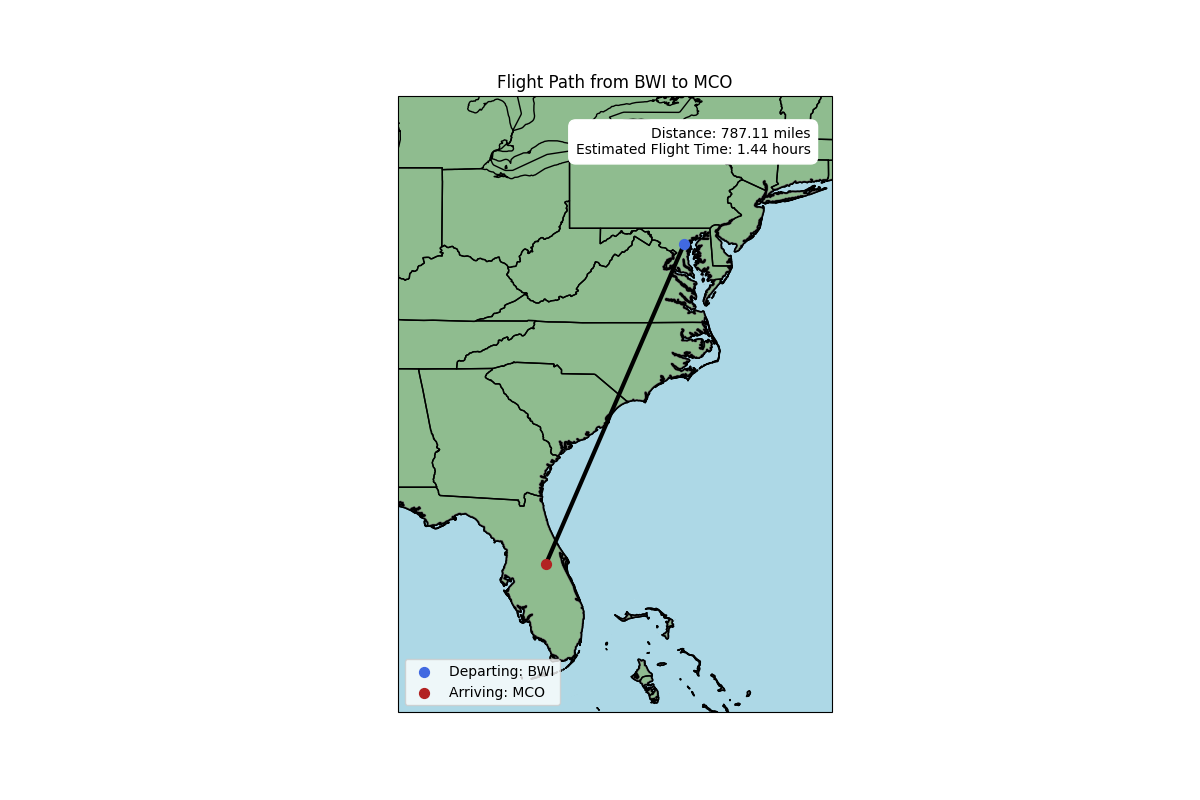 Flight Path from BWI to MCO
Distance: 787.11 miles
Estimated Flight Time: 1.44 hours
Departing: BWI
Arriving: MCO